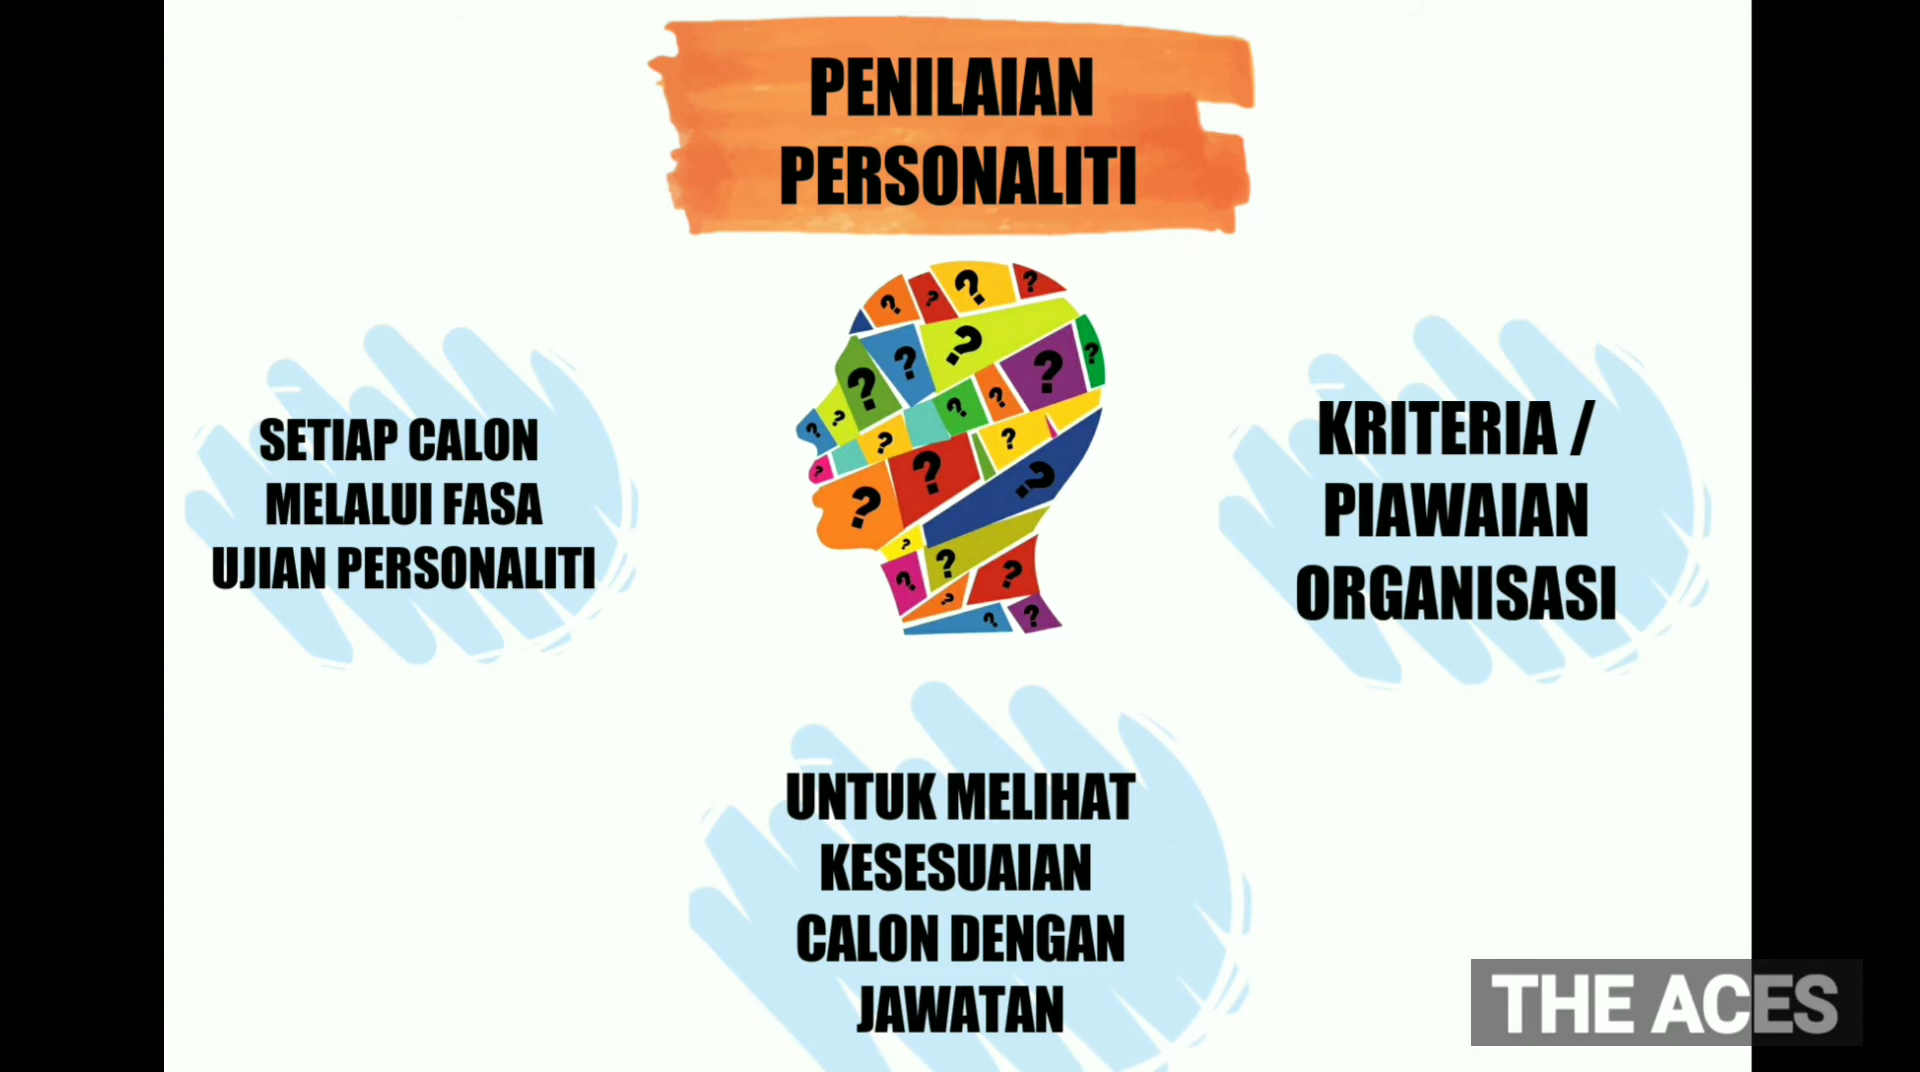 PENILAIAN
PERSONALITI
SETIAP CALON
MELALUI FASA
UJIAN PERSONALITI
KRITERIA /
PIAWAIAN
ORGANISASI
UNTUK MELIHAT
KESESUAIAN
CALON DENGAN
JAWATAN
THE ACES